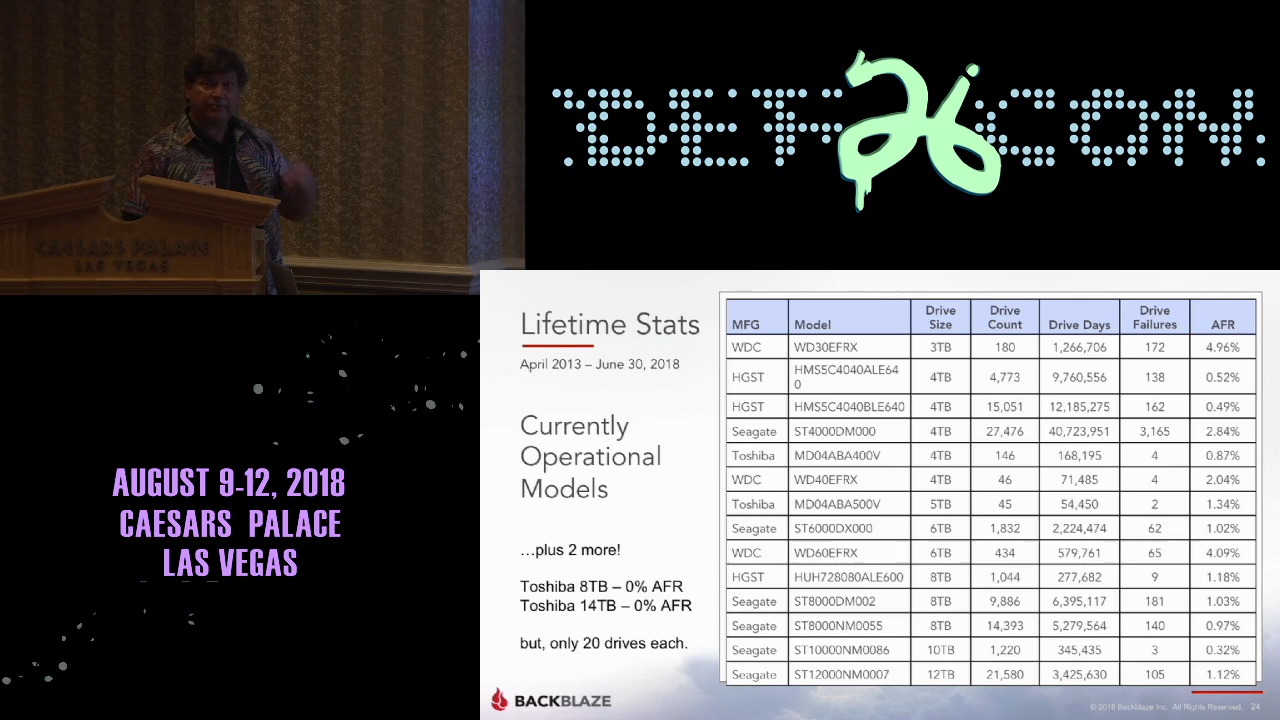 CAESARS PALACE
LAS VEGAS
DEF 26 CON
AUGUST 9-12, 2018
CAESARS PALACE
LAS VEGAS
Lifetime Stats
April 2013 – June 30, 2018
Currently
Operational
Models
...plus 2 more!
Toshiba 8TB – 0% AFR
Toshiba 14TB – 0% AFR
but, only 20 drives each.
MFG Model Drive Size Drive Count Drive Days Drive Failures AFR
WDC WD30EFRX 3TB 180 1,266,706 172 4.96%
HGST HMS5C4040ALE640 4TB 4,773 9,760,556 138 0.52%
HGST HMS5C4040BLE640 4TB 15,051 12,185,275 162 0.49%
Seagate ST4000DM000 4TB 27,476 40,723,951 3,165 2.84%
Toshiba MD04ABA400V 4TB 146 168,195 4 0.87%
WDC WD40EFRX 4TB 46 71,485 4 2.04%
Toshiba MD04ABA500V 5TB 45 54,450 2 1.34%
Seagate ST6000DX000 6TB 1,832 2,224,474 62 1.02%
WDC WD60EFRX 6TB 434 579,761 65 4.09%
HGST HUH728080ALE600 8TB 1,044 277,682 9 1.18%
Seagate ST8000DM002 8TB 9,886 6,395,117 181 1.03%
Seagate ST8000NM0055 8TB 14,393 5,279,564 140 0.97%
Seagate ST10000NM0086 10TB 1,220 345,435 3 0.32%
Seagate ST12000NM0007 12TB 21,580 3,425,630 105 1.12%
BACKBLAZE
© 2018 Backblaze Inc. All Rights Reserved. 24